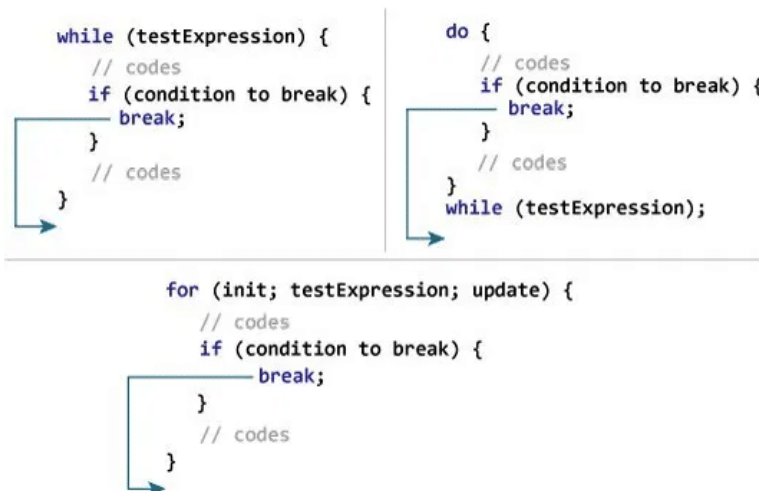 while (testExpression) {
// codes
if (condition to break) {
break;
}
// codes
}
do {
// codes
if (condition to break) {
break;
}
// codes
}
while (testExpression);
for (init; testExpression; update) {
// codes
if (condition to break) {
break;
}
// codes
}